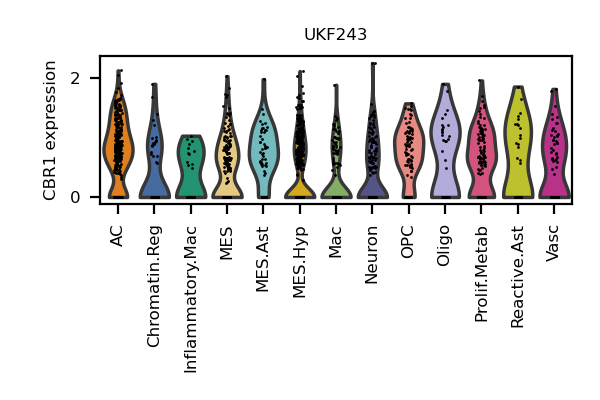 UKF243
CBR1 expression
2
0
AC
Chromatin.Reg
Inflammatory.Mac
MES
MES.Ast
MES.Hyp
Mac
Neuron
OPC
Oligo
Prolif.Metab
Reactive.Ast
Vasc